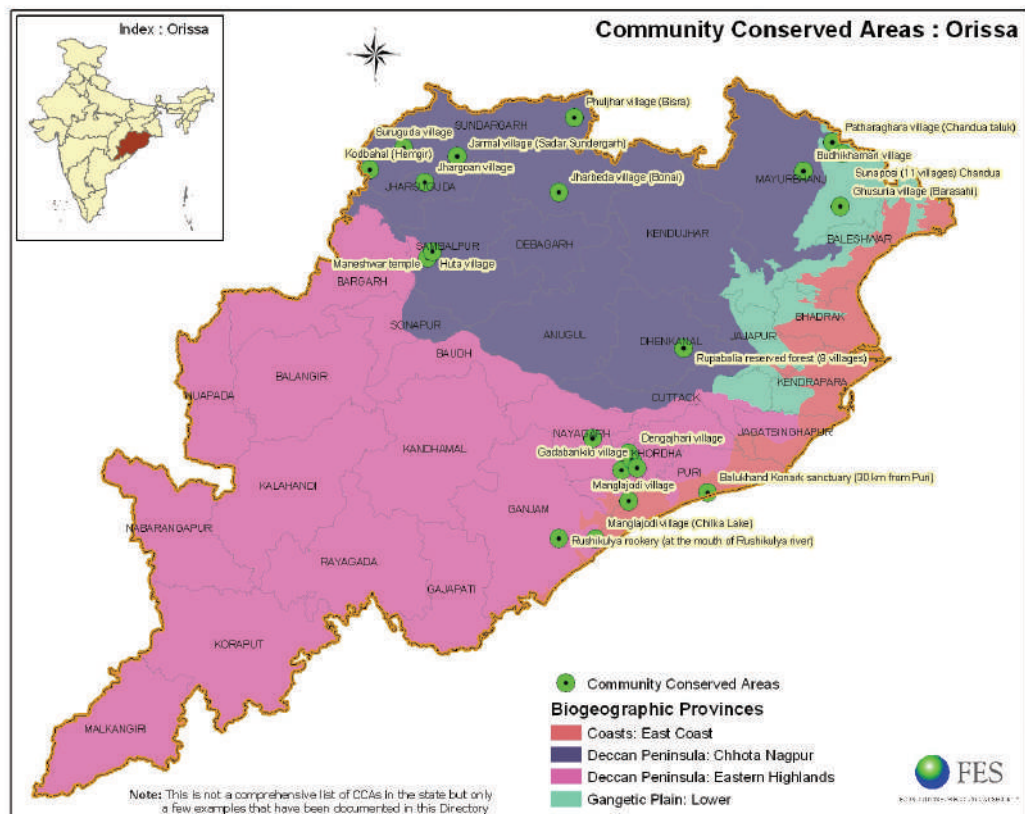 Index : Orissa
Community Conserved Areas : Orissa
Phuljhar village (Bisra)
SUNDARGARH
Suruguda village
Jarmal village (Sadar, Sundergarh)
Kodbahal (Hemgir)
Jhargoan village
JHARSUGUDA
Jharbeda village (Bonai)
Patharaghara village (Chandua taluk)
Budhikhamari village
MAYURBHANJ
Sunaposi (11 villages) Chandua
Ghusuria village (Barasahi)
BALESHWAR
KENDUJHAR
DEBAGARH
SAMBALPUR
Maneshwar temple
Huta village
BARGARH
SONAPUR
ANUGUL
DHENKANAL
JAJAPUR
BHADRAK
Rupabalia reserved forest (8 villages)
BAUDH
BALANGIR
NUAPADA
KENDRAPARA
CUTTACK
JAGATSINGHAPUR
NAYAGARH
Dengajhari village
KHORDHA
Gadabankilo village
KANDHAMAL
PURI
Balukhand Konark sanctuary (30 km from Puri)
Manglajodi village
KALAHANDI
GANJAM
NABARANGAPUR
Manglajodi village (Chilka Lake)
Rushikulya rookery (at the mouth of Rushikulya river)
RAYAGADA
GAJAPATI
KORAPUT
MALKANGIRI
Community Conserved Areas
Biogeographic Provinces
Coasts: East Coast
Deccan Peninsula: Chhota Nagpur
Deccan Peninsula: Eastern Highlands
Gangetic Plain: Lower
Note: This is not a comprehensive list of CCAs in the state but only
a few examples that have been documented in this Directory
FES